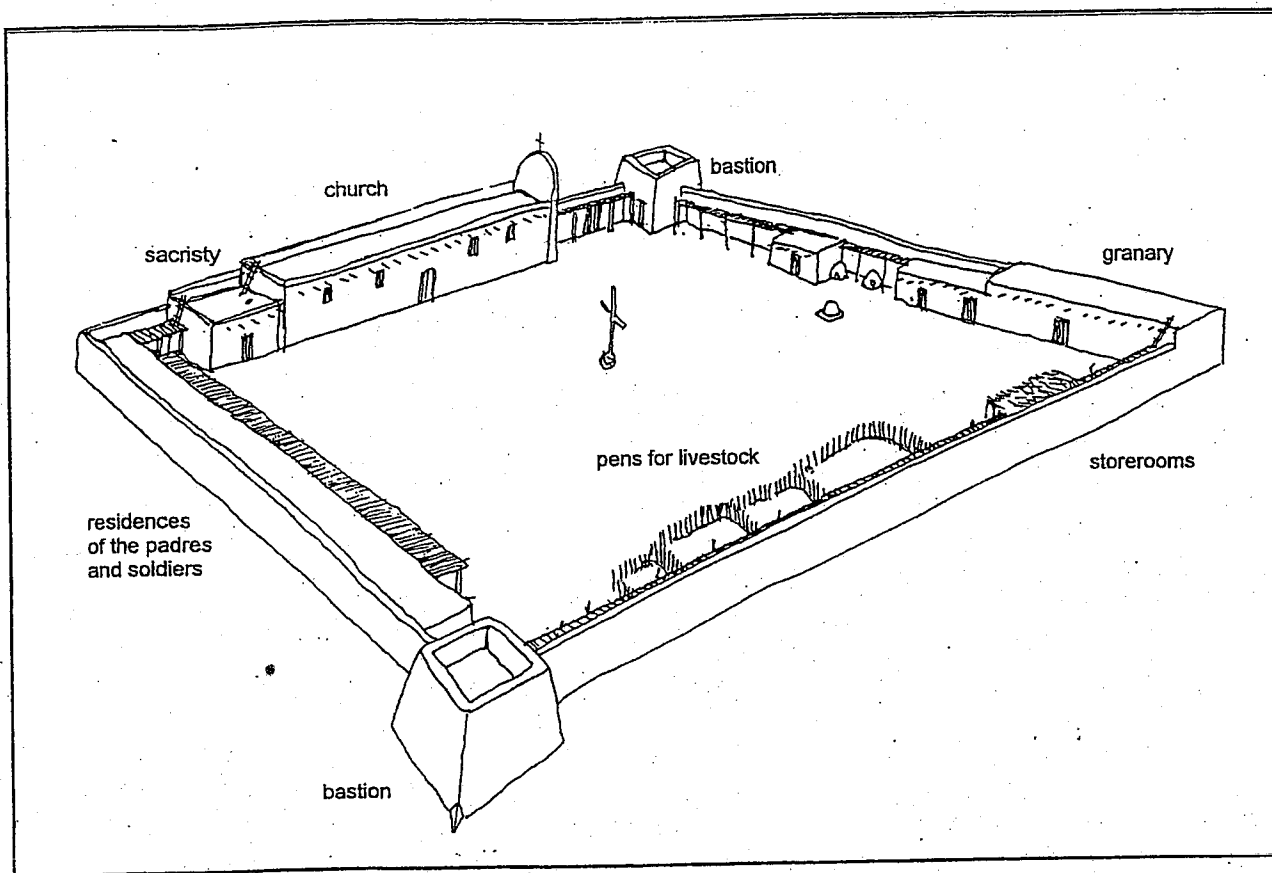 bastion
church
sacristy
granary
pens for livestock
storerooms
residences
of the padres
and soldiers
bastion